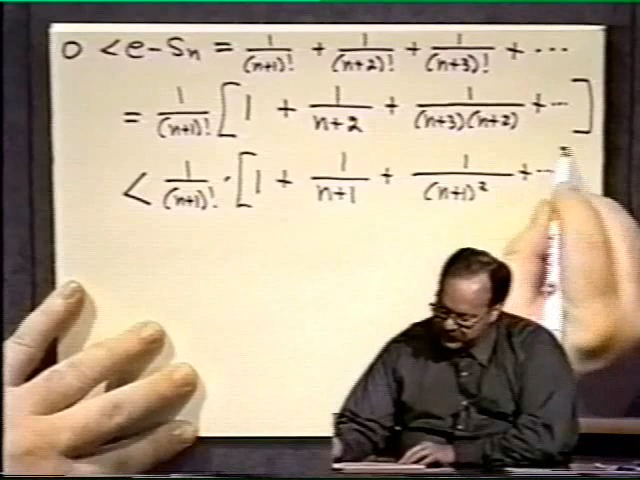 0 < e - Sn = 1/(n+1)! + 1/(n+2)! + 1/(n+3)! + ...
= 1/(n+1)! [ 1 + 1/n+2 + 1/(n+3)(n+2) + ... ]
< 1/(n+1)! · [ 1 + 1/n+1 + 1/(n+1)² + ...